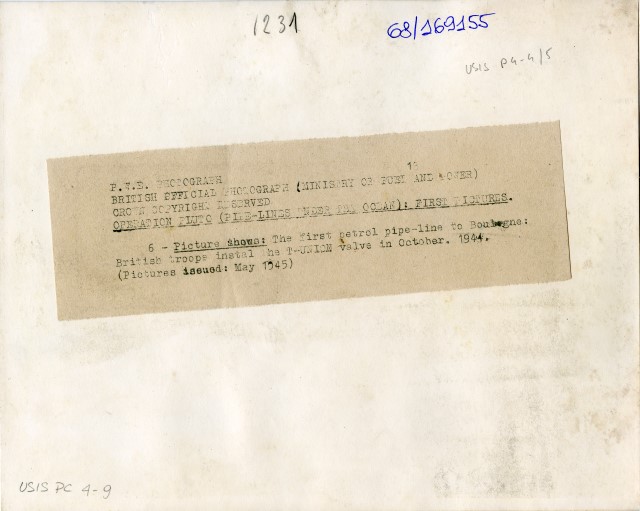 1231
68/169155
USIS P4-4/5
13
P.W.D. PHOTOGRAPH
BRITISH OFFICIAL PHOTOGRAPH (MINISTRY OF FUEL AND POWER)
CROWN COPYRIGHT RESERVED
OPERATION PLUTO (PIPE-LINES UNDER THE OCEAN): FIRST PICTURES.
6 - Picture shows: The first petrol pipe-line to Boulogne:
British troops instal he T-UNION valve in October. 1944.
(Pictures issued: May 1945)
USIS PC 4-9